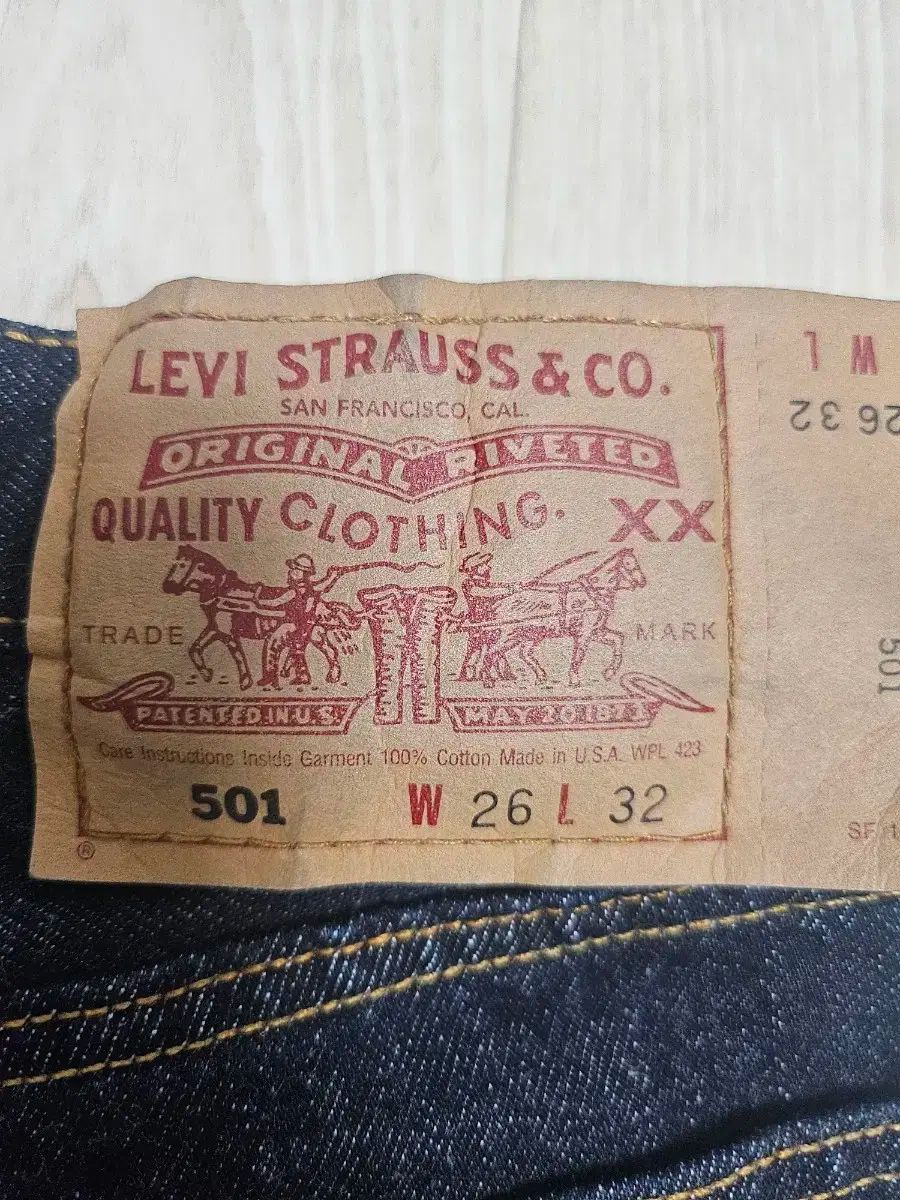 LEVI STRAUSS & CO.
SAN FRANCISCO, CAL.
ORIGINAL RIVETED
QUALITY CLOTHING. XX
TRADE MARK
PATENTED IN U.S. MAY 20 1873
Care Instructions Inside Garment 100% Cotton Made in U.S.A. WPL 423
501 W 26 L 32
®
W L
26 32
501
SF